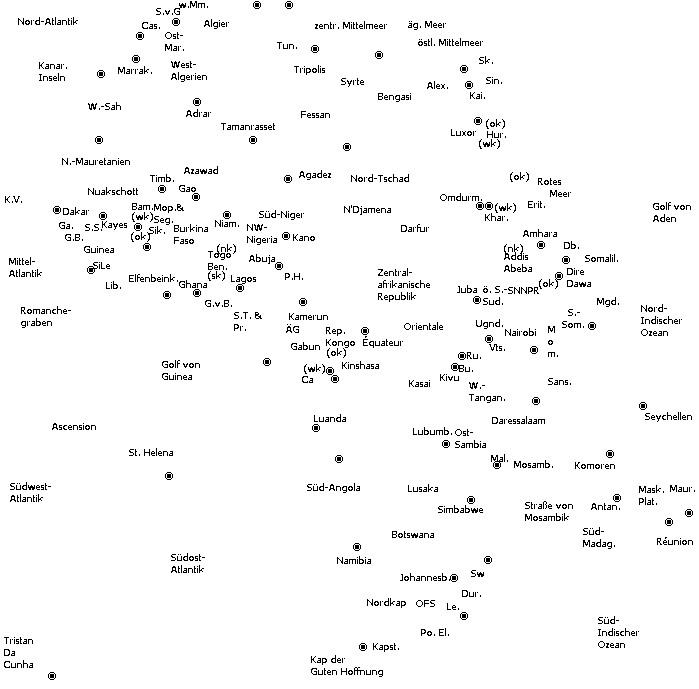 w.Mm.
S.v.G
Nord-Atlantik
Cas.
Algier
zentr. Mittelmeer
äg. Meer
Ost-
Mar.
Tun.
östl. Mittelmeer
Kanar.
Inseln
Marrak.
West-
Algerien
Tripolis
Syrte
Bengasi
Alex.
Sk.
Sin.
Kai.
W.-Sah
Adrar
Tamanrasset
Fessan
Luxor
(ok)
Hur.
(wk)
N.-Mauretanien
Azawad
Timb.
Gao
Agadez
Nord-Tschad
(ok)
Rotes
Meer
K.V.
Nuakschott
Omdurm.
(wk)
Khar.
Erit.
Golf von
Aden
Dakar
Bam.
(wk)
Mop.&
Seg.
Süd-Niger
N'Djamena
Ga.
S.S.
Kayes
Sik.
(ok)
Burkina
Faso
Niam.
NW-
Nigeria
Kano
Darfur
Amhara
G.B.
Guinea
(nk)
Togo
Ben.
(sk)
Abuja
(nk)
Addis
Abeba
Db.
Somalil.
Mittel-
Atlantik
SiLe
Lib.
Elfenbeink.
Ghana
Lagos
P.H.
Zentral-
afrikanische
Republik
Dire
Dawa
(ok)
Juba
ö. S.-
Sud.
SNNPR
Romanche-
graben
G.v.B.
S.T. &
Pr.
Kamerun
ÄG
Mgd.
S.-
Som.
Nord-
Indischer
Ozean
Rep.
Kongo
(ok)
Gabun
Équateur
Orientale
Ugnd.
Vts.
Nairobi
M
o
m.
Golf von
Guinea
(wk)
Ca
Kinshasa
Ru.
Bu.
Kivu
Kasai
W.-
Tangan.
Sans.
Ascension
Luanda
Daressalaam
Seychellen
Lubumb.
Ost-
Sambia
St. Helena
Mal.
Mosamb.
Komoren
Südwest-
Atlantik
Süd-Angola
Lusaka
Simbabwe
Straße von
Mosambik
Antan.
Mask.
Plat.
Maur.
Botswana
Süd-
Madag.
Réunion
Südost-
Atlantik
Namibia
Johannesb.
Sw
Dur.
Nordkap
OFS
Le.
Po. El.
Süd-
Indischer
Ozean
Tristan
Da
Cunha
Kapst.
Kap der
Guten Hoffnung